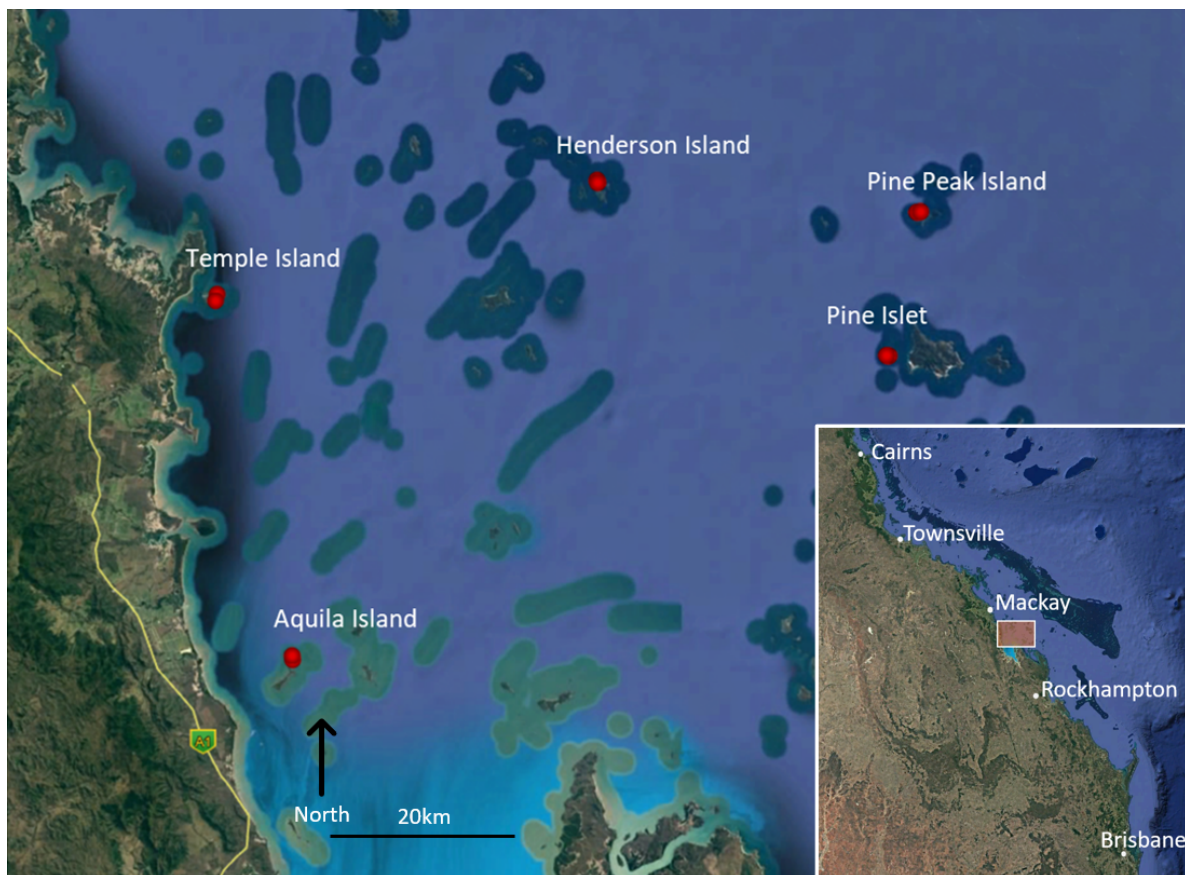 Henderson Island
Pine Peak Island
Temple Island
Pine Islet
Cairns
Townsville
Aquila Island
Mackay
Rockhampton
A1
North
20km
Brisbane